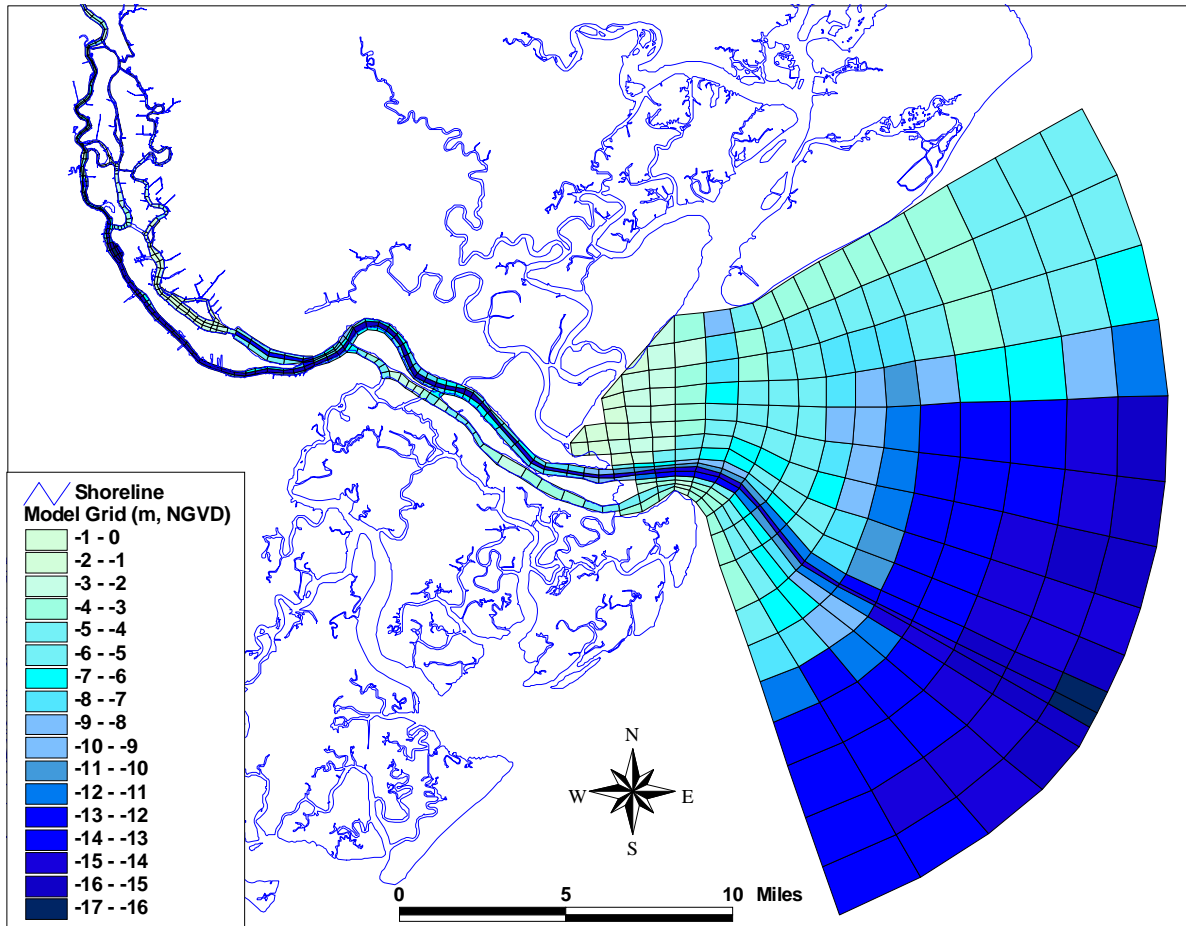 Shoreline
Model Grid (m, NGVD)
-1 - 0
-2 - -1
-3 - -2
-4 - -3
-5 - -4
-6 - -5
-7 - -6
-8 - -7
-9 - -8
-10 - -9
-11 - -10
-12 - -11
-13 - -12
-14 - -13
-15 - -14
-16 - -15
-17 - -16
N
W E
S
0 5 10 Miles